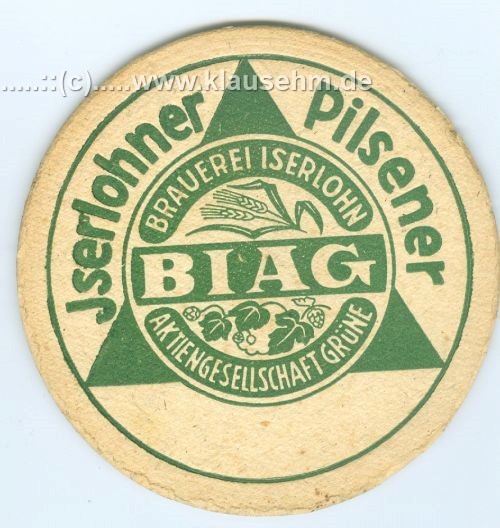 ......::(c).....www.klausehm.de
Jserlohner Pilsener
BRAUEREI ISERLOHN
BIAG
AKTIENGESELLSCHAFT GRÜNE